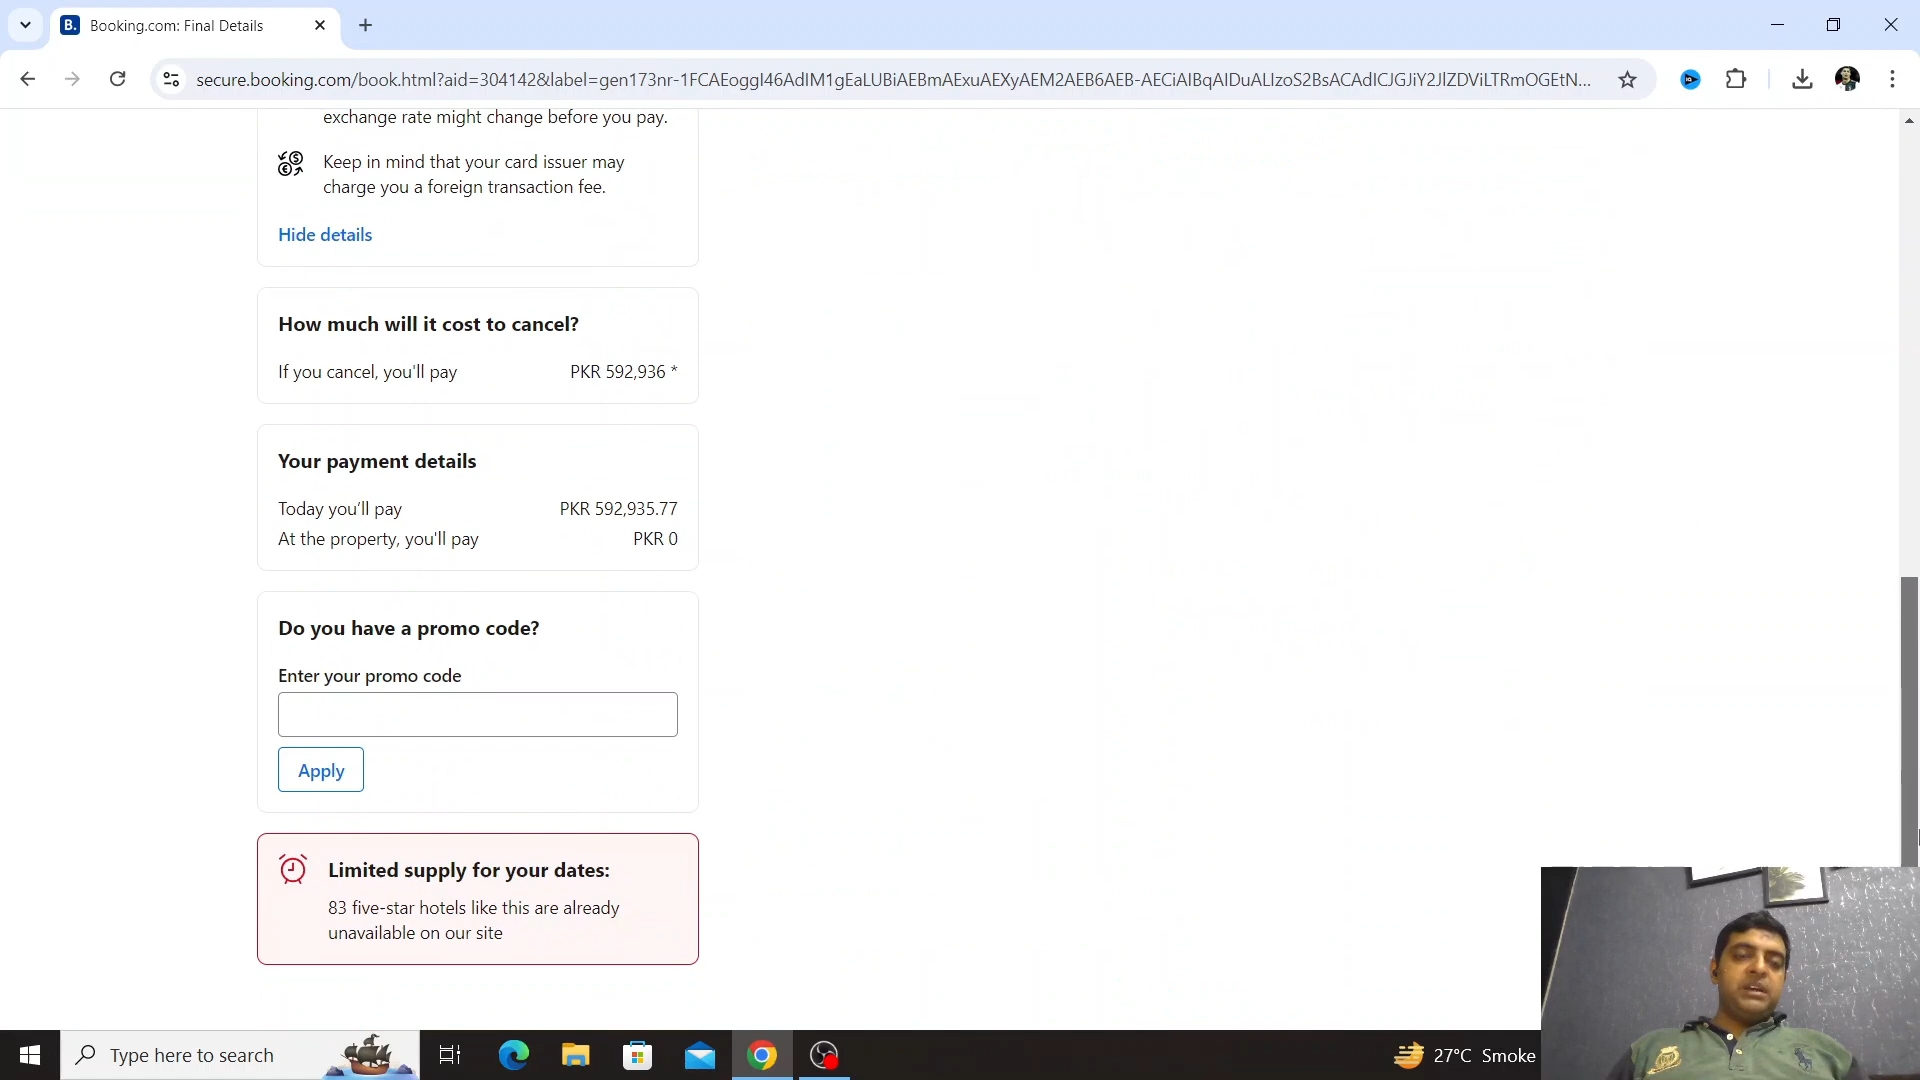 B. Booking.com: Final Details
secure.booking.com/book.html?aid=304142&label=gen173nr-1FCAEoggI46AdIM1gEaLUBiAEBmAExuAEXyAEM2AEB6AEB-AECiAIBqAIDuALIzoS2BsACAdICJGJiY2JlZDViLTRmOGEtN...
exchange rate might change before you pay.
Keep in mind that your card issuer may
charge you a foreign transaction fee.
Hide details
How much will it cost to cancel?
If you cancel, you'll pay PKR 592,936 *
Your payment details
Today you’ll pay PKR 592,935.77
At the property, you'll pay PKR 0
Do you have a promo code?
Enter your promo code
Apply
Limited supply for your dates:
83 five-star hotels like this are already
unavailable on our site
Type here to search
27°C Smoke